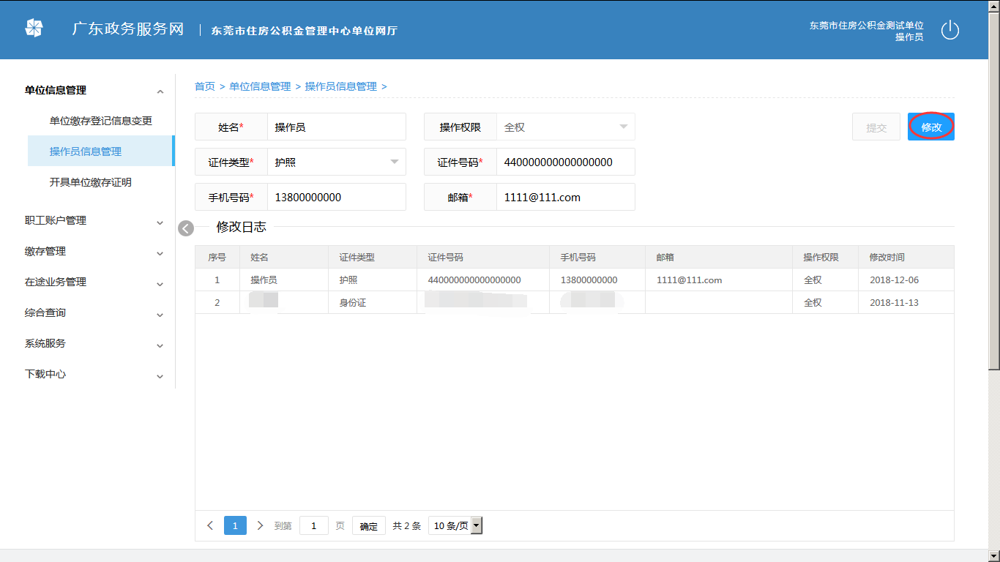 广东政务服务网 | 东莞市住房公积金管理中心单位网厅
东莞市住房公积金测试单位
操作员
单位信息管理
单位缴存登记信息变更
操作员信息管理
开具单位缴存证明
职工账户管理
缴存管理
在途业务管理
综合查询
系统服务
下载中心
首页 > 单位信息管理 > 操作员信息管理 >
姓名* 操作员 操作权限 全权 提交 修改
证件类型* 护照 证件号码* 440000000000000000
手机号码* 13800000000 邮箱* 1111@111.com
修改日志
序号 姓名 证件类型 证件号码 手机号码 邮箱 操作权限 修改时间
1 操作员 护照 440000000000000000 13800000000 1111@111.com 全权 2018-12-06
2 身份证 全权 2018-11-13
1 到第 1 页 确定 共 2 条 10 条/页